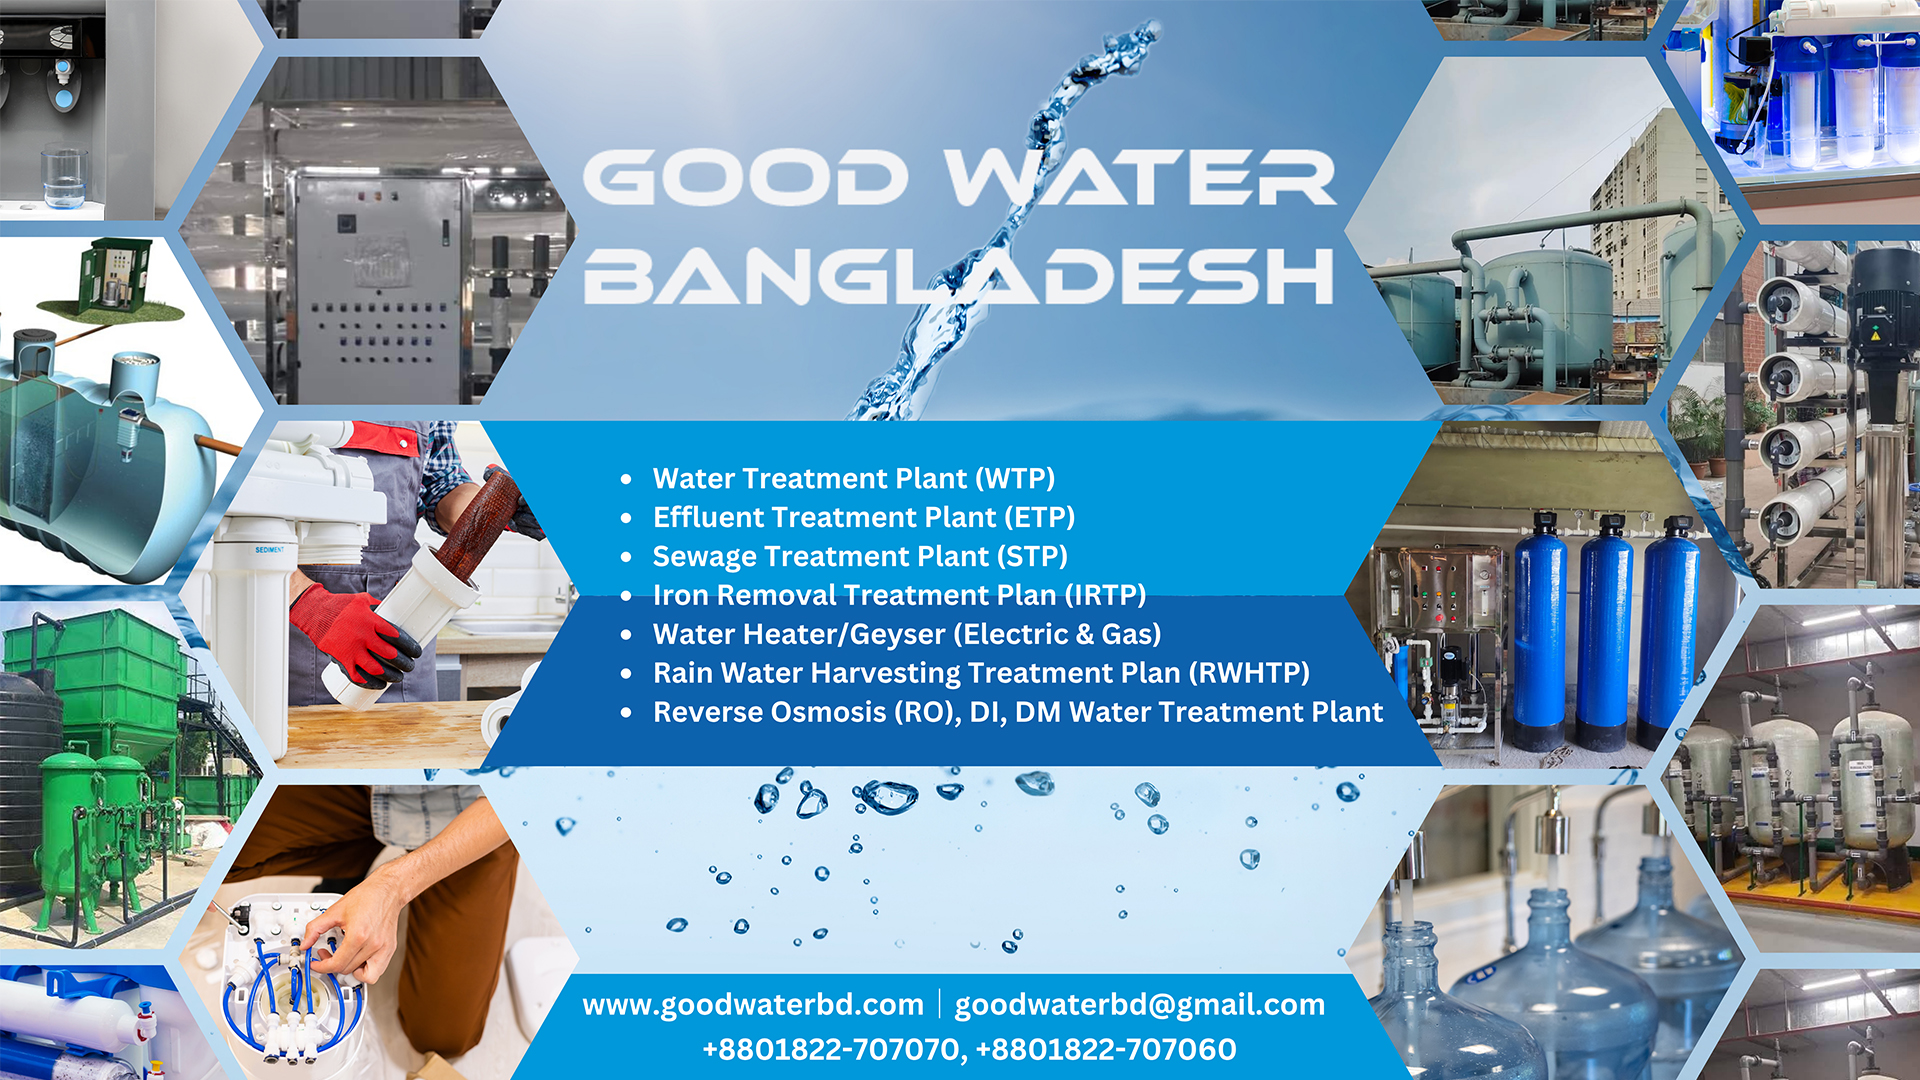 GOOD WATER
BANGLADESH
• Water Treatment Plant (WTP)
• Effluent Treatment Plant (ETP)
• Sewage Treatment Plant (STP)
• Iron Removal Treatment Plan (IRTP)
• Water Heater/Geyser (Electric & Gas)
• Rain Water Harvesting Treatment Plan (RWHTP)
• Reverse Osmosis (RO), DI, DM Water Treatment Plant
SEDIMENT
www.goodwaterbd.com | goodwaterbd@gmail.com
+8801822-707070, +8801822-707060